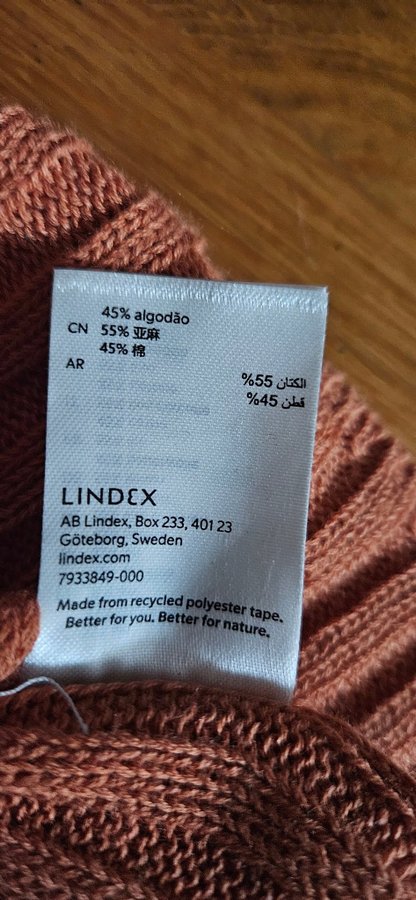 45% algodão
CN 55% 亚麻
45% 棉
AR
%55 الكتان
%45 قطن
LINDEX
AB Lindex, Box 233, 401 23
Göteborg, Sweden
lindex.com
7933849-000
Made from recycled polyester tape.
Better for you. Better for nature.